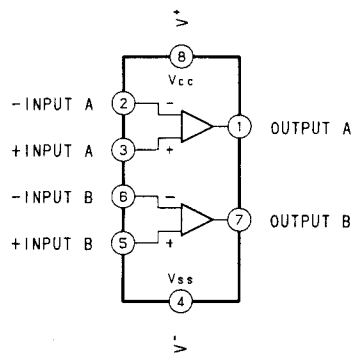 V+
8
Vcc
-INPUT A 2 -
1 OUTPUT A
+INPUT A 3 +
-INPUT B 6 -
7 OUTPUT B
+INPUT B 5 +
Vss
4
V-